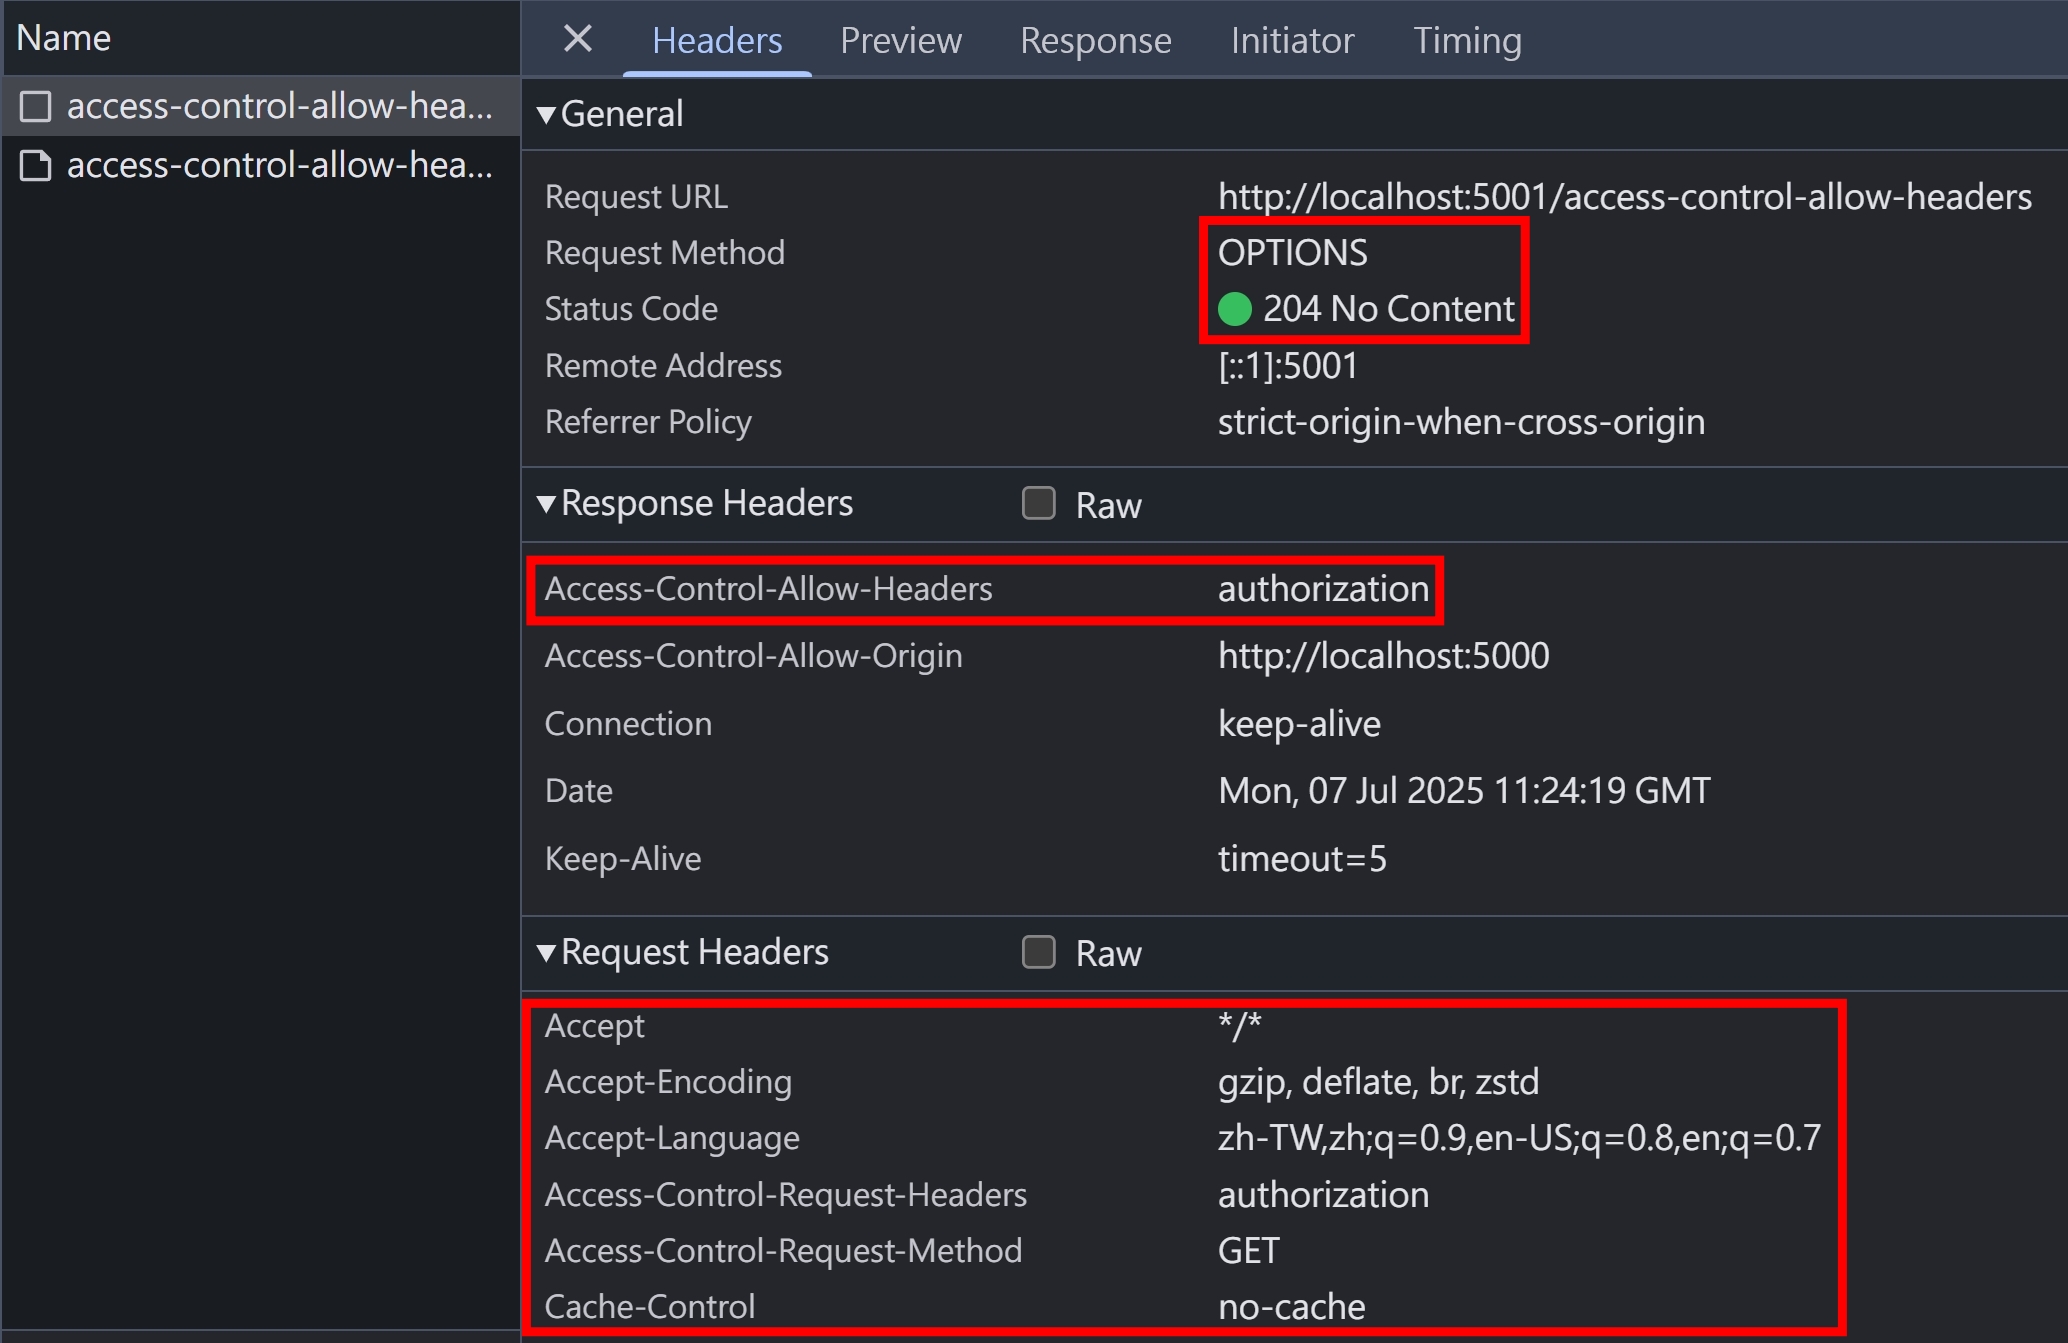 Name
access-control-allow-hea...
access-control-allow-hea...
Headers Preview Response Initiator Timing
General
Request URL http://localhost:5001/access-control-allow-headers
Request Method OPTIONS
Status Code 204 No Content
Remote Address [::1]:5001
Referrer Policy strict-origin-when-cross-origin
Response Headers Raw
Access-Control-Allow-Headers authorization
Access-Control-Allow-Origin http://localhost:5000
Connection keep-alive
Date Mon, 07 Jul 2025 11:24:19 GMT
Keep-Alive timeout=5
Request Headers Raw
Accept */*
Accept-Encoding gzip, deflate, br, zstd
Accept-Language zh-TW,zh;q=0.9,en-US;q=0.8,en;q=0.7
Access-Control-Request-Headers authorization
Access-Control-Request-Method GET
Cache-Control no-cache